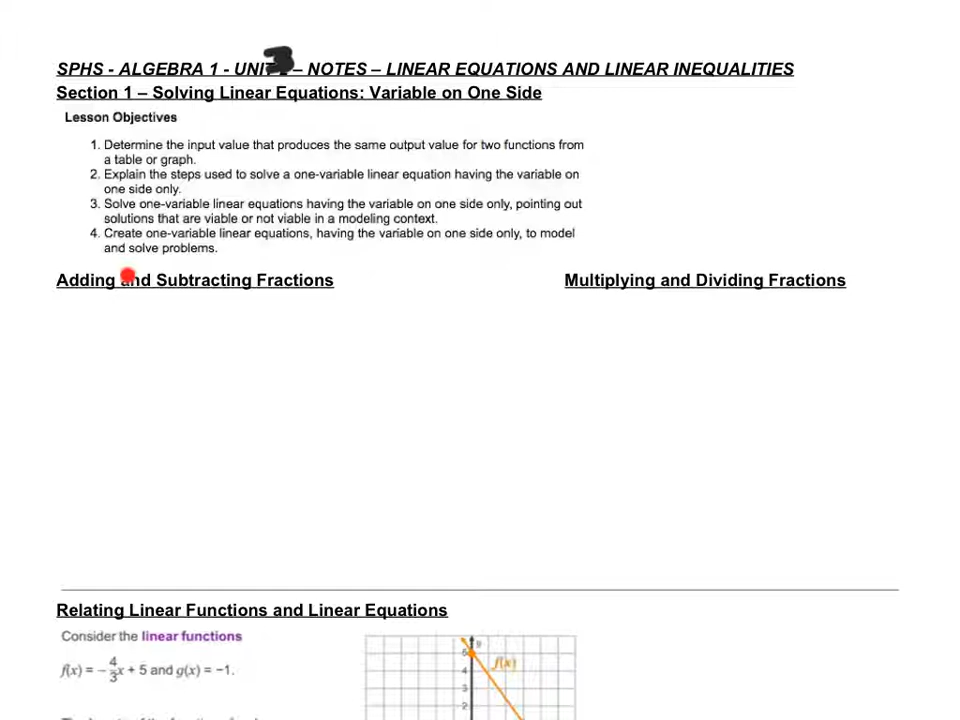 SPHS - ALGEBRA 1 - UNIT 3 – NOTES – LINEAR EQUATIONS AND LINEAR INEQUALITIES
Section 1 – Solving Linear Equations: Variable on One Side
Lesson Objectives
1. Determine the input value that produces the same output value for two functions from
a table or graph.
2. Explain the steps used to solve a one-variable linear equation having the variable on
one side only.
3. Solve one-variable linear equations having the variable on one side only, pointing out
solutions that are viable or not viable in a modeling context.
4. Create one-variable linear equations, having the variable on one side only, to model
and solve problems.
Adding and Subtracting Fractions
Multiplying and Dividing Fractions
Relating Linear Functions and Linear Equations
Consider the linear functions
f(x) = -4/3x + 5 and g(x) = -1.
y
5
f(x)
4
3
2